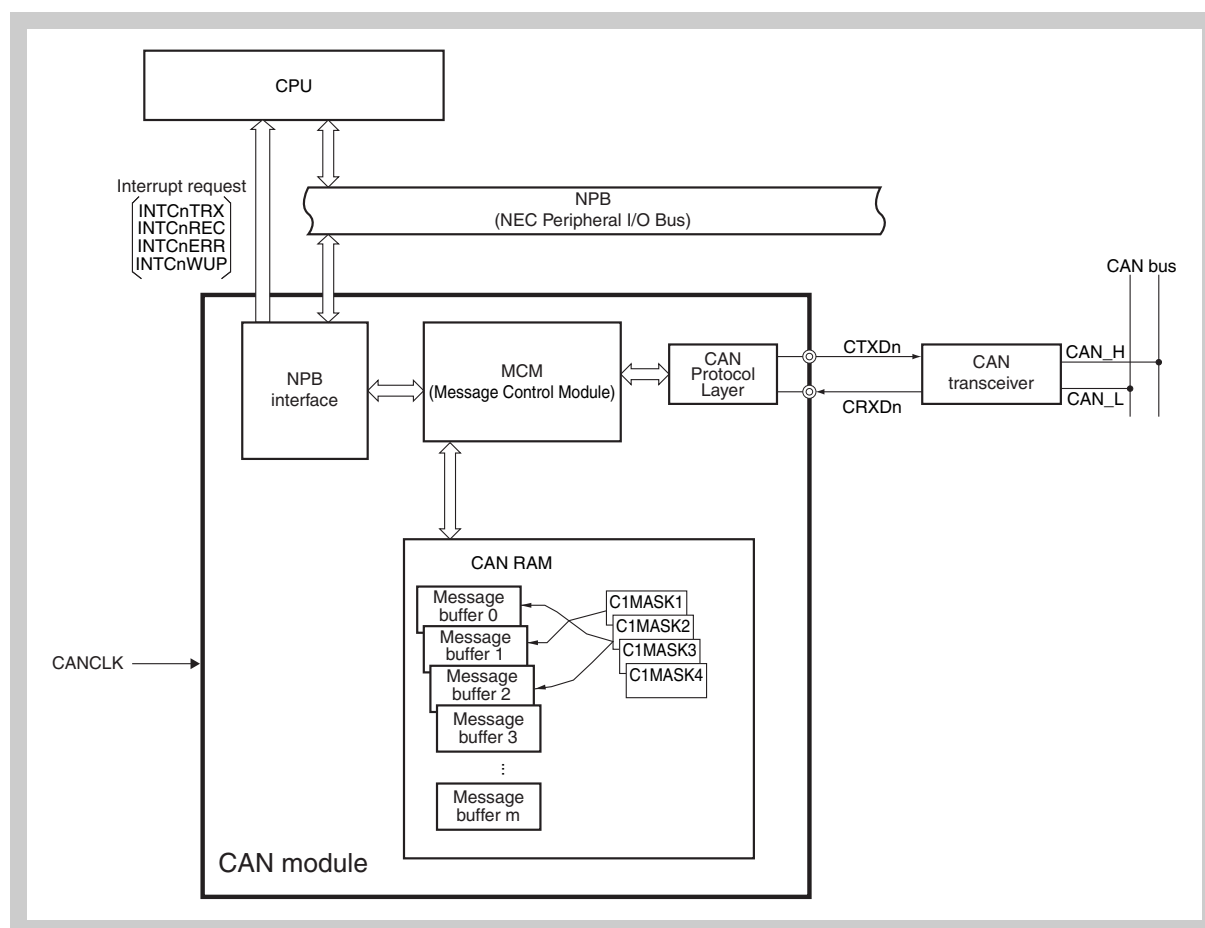 CPU
Interrupt request
INTCnTRX
INTCnREC
INTCnERR
INTCnWUP
NPB
(NEC Peripheral I/O Bus)
CAN bus
NPB
interface
MCM
(Message Control Module)
CAN
Protocol
Layer
CTXDn
CRXDn
CAN
transceiver
CAN_H
CAN_L
CAN RAM
Message
buffer 0
Message
buffer 1
Message
buffer 2
Message
buffer 3
...
Message
buffer m
C1MASK1
C1MASK2
C1MASK3
C1MASK4
CANCLK
CAN module